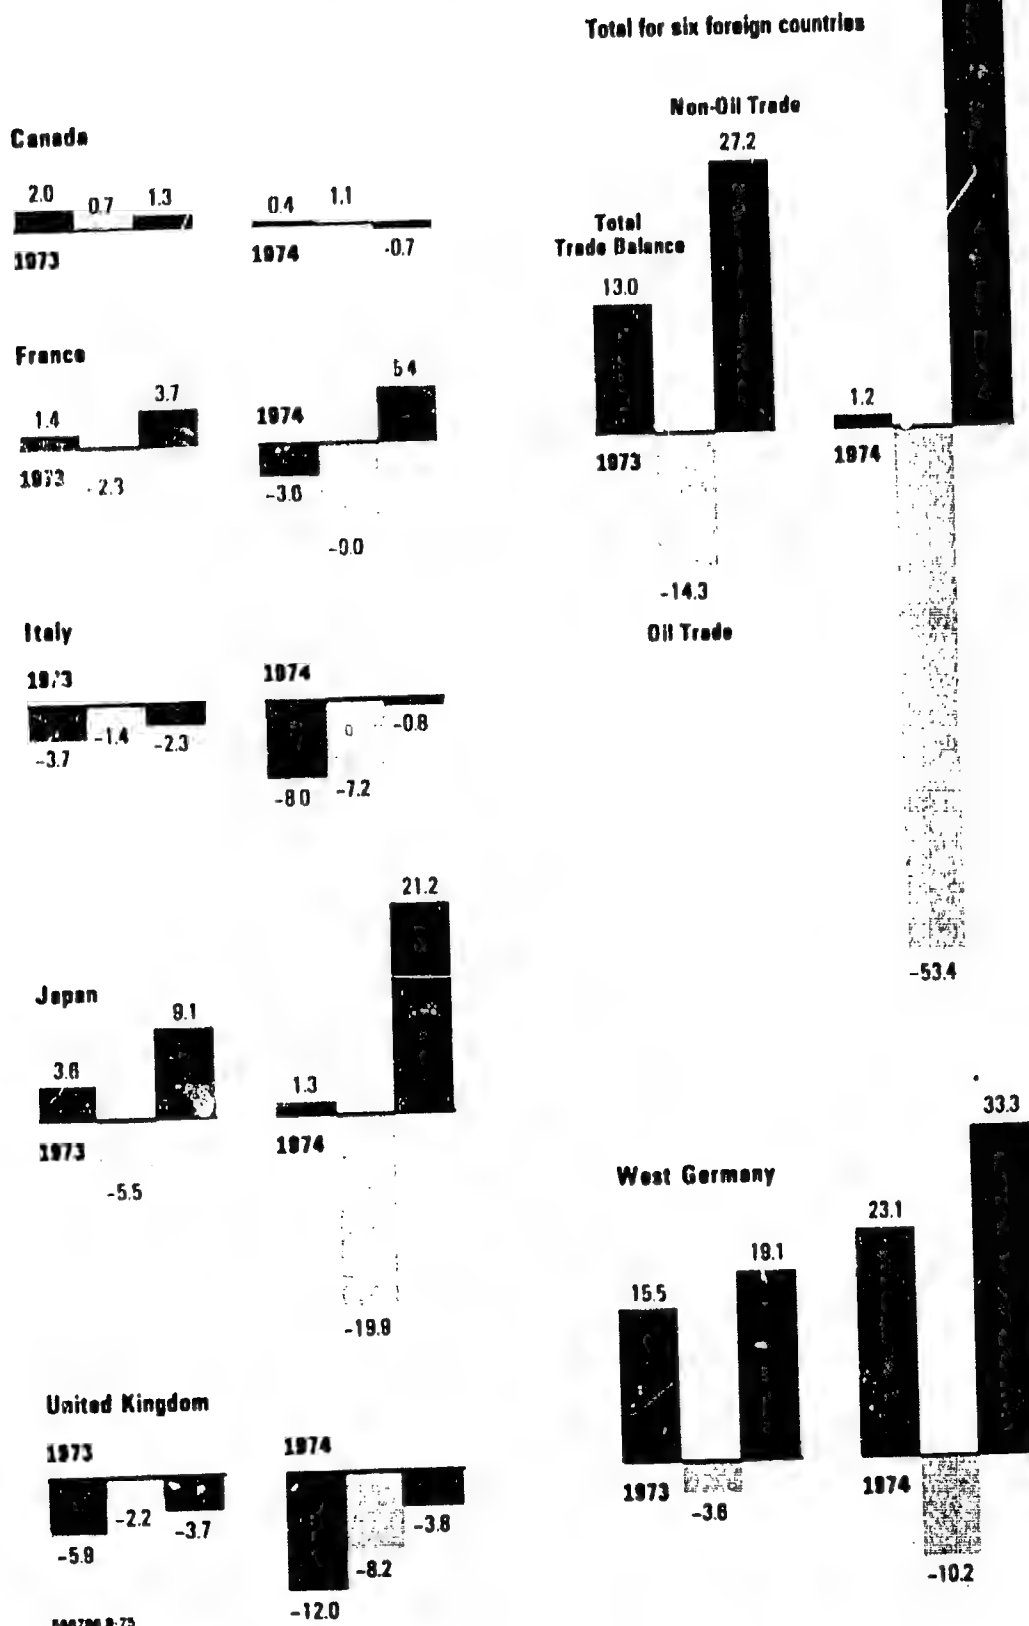 Total for six foreign countries
Non-Oil Trade
27.2
Total
Trade Balance
13.0
1973
-14.3
Oil Trade
1.2
1974
-53.4
Canada
2.0 0.7 1.3
1973
0.4 1.1
1974
-0.7
France
1.4
3.7
1973
-2.3
5.4
1974
-3.6
Italy
1973
-3.7 -1.4 -2.3
1974
-8.0 -7.2 -0.8
Japan
3.6
9.1
1973
-5.5
1.3
21.2
1974
-19.9
West Germany
15.5
19.1
1973
-3.6
23.1
33.3
1974
-10.2
United Kingdom
1973
-5.9 -2.2 -3.7
1974
-12.0 -8.2 -3.8